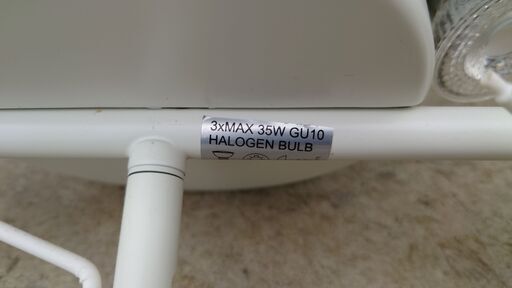 3xMAX 35W GU10
HALOGEN BULB